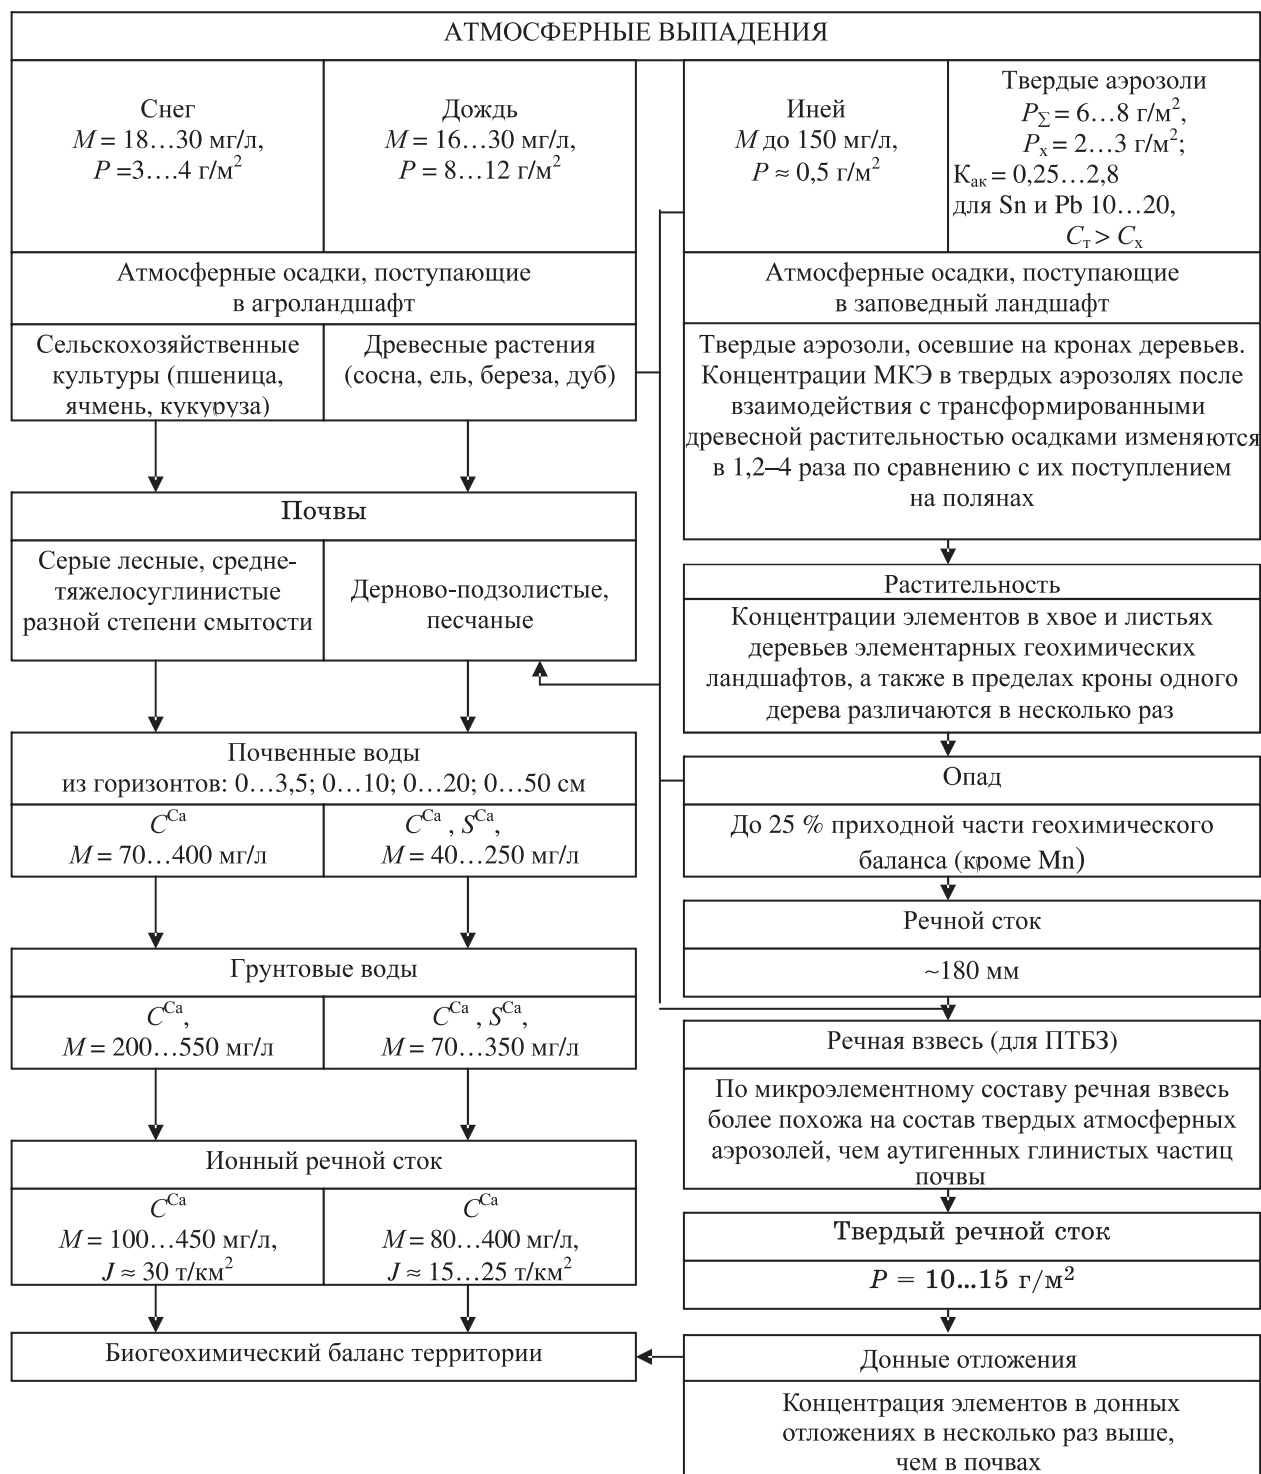 АТМОСФЕРНЫЕ ВЫПАДЕНИЯ
Снег
M = 18…30 мг/л,
P =3….4 г/м²
Дождь
M = 16…30 мг/л,
P = 8…12 г/м²
Иней
M до 150 мг/л,
P ≈ 0,5 г/м²
Твердые аэрозоли
P∑ = 6…8 г/м²,
Pх = 2…3 г/м²;
Kак = 0,25…2,8
для Sn и Pb 10…20,
Cт > Cх
Атмосферные осадки, поступающие
в агроландшафт
Атмосферные осадки, поступающие
в заповедный ландшафт
Сельскохозяйственные
культуры (пшеница,
ячмень, кукуруза)
Древесные растения
(сосна, ель, береза, дуб)
Твердые аэрозоли, осевшие на кронах деревьев.
Концентрации МКЭ в твердых аэрозолях после
взаимодействия с трансформированными
древесной растительностью осадками изменяются
в 1,2–4 раза по сравнению с их поступлением
на полянах
Почвы
Серые лесные, средне-
тяжелосуглинистые
разной степени смытости
Дерново-подзолистые,
песчаные
Растительность
Концентрации элементов в хвое и листьях
деревьев элементарных геохимических
ландшафтов, а также в пределах кроны одного
дерева различаются в несколько раз
Почвенные воды
из горизонтов: 0…3,5; 0…10; 0…20; 0…50 см
C^Ca
M = 70…400 мг/л
C^Ca , S^Ca,
M = 40…250 мг/л
Опад
До 25 % приходной части геохимического
баланса (кроме Mn)
Речной сток
~180 мм
Грунтовые воды
C^Ca,
M = 200…550 мг/л
C^Ca , S^Ca,
M = 70…350 мг/л
Речная взвесь (для ПТБЗ)
По микроэлементному составу речная взвесь
более похожа на состав твердых атмосферных
аэрозолей, чем аутигенных глинистых частиц
почвы
Ионный речной сток
C^Ca
M = 100…450 мг/л,
J ≈ 30 т/км²
C^Ca
M = 80…400 мг/л,
J ≈ 15…25 т/км²
Твердый речной сток
P = 10...15 г/м²
Биогеохимический баланс территории
Донные отложения
Концентрация элементов в донных
отложениях в несколько раз выше,
чем в почвах